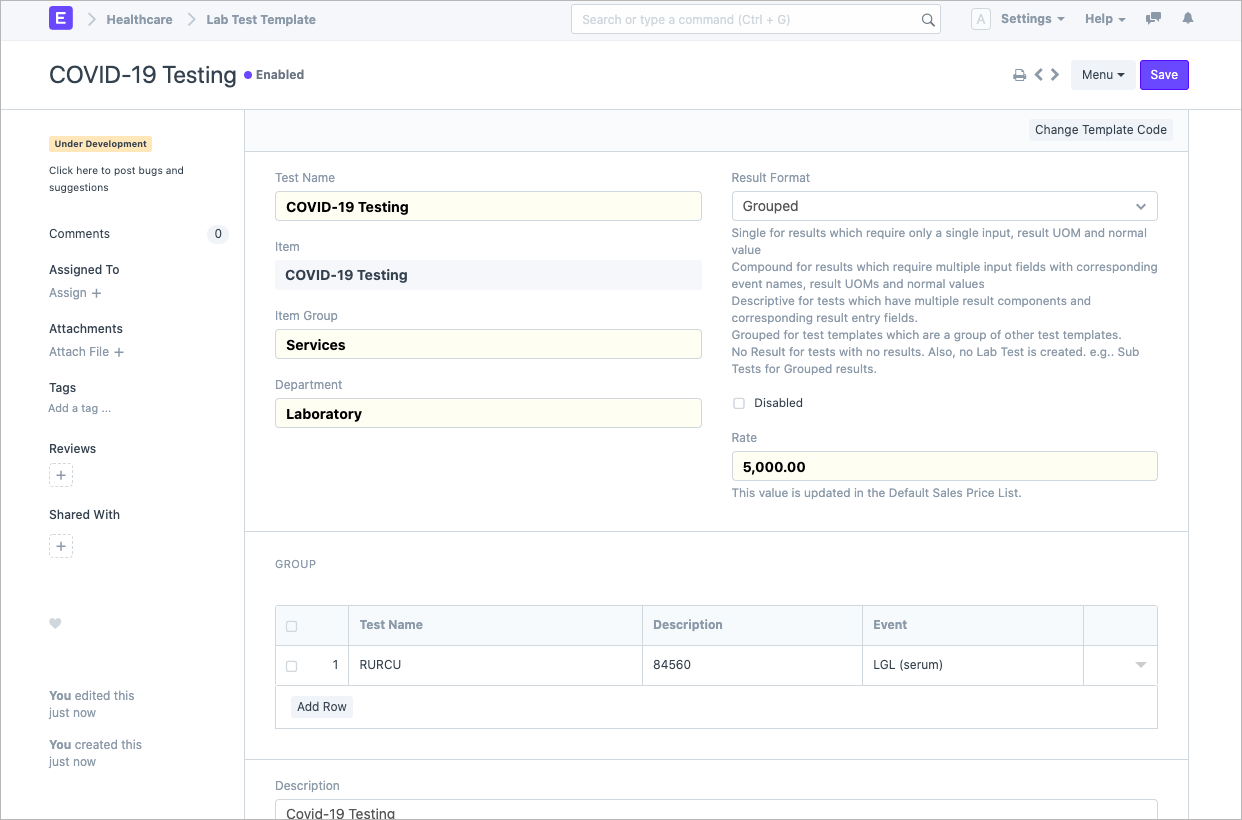 E Healthcare Lab Test Template Search or type a command (Ctrl + G) A Settings Help
COVID-19 Testing Enabled Menu Save
Change Template Code
Under Development
Click here to post bugs and
suggestions
Comments 0
Assigned To
Assign +
Attachments
Attach File +
Tags
Add a tag ...
Reviews
+
Shared With
+
You edited this
just now
You created this
just now
Test Name
COVID-19 Testing
Item
COVID-19 Testing
Item Group
Services
Department
Laboratory
Result Format
Grouped
Single for results which require only a single input, result UOM and normal
value
Compound for results which require multiple input fields with corresponding
event names, result UOMs and normal values
Descriptive for tests which have multiple result components and
corresponding result entry fields.
Grouped for test templates which are a group of other test templates.
No Result for tests with no results. Also, no Lab Test is created. e.g.. Sub
Tests for Grouped results.
Disabled
Rate
5,000.00
This value is updated in the Default Sales Price List.
GROUP
Test Name Description Event
1 RURCU 84560 LGL (serum)
Add Row
Description
Covid-19 Testing